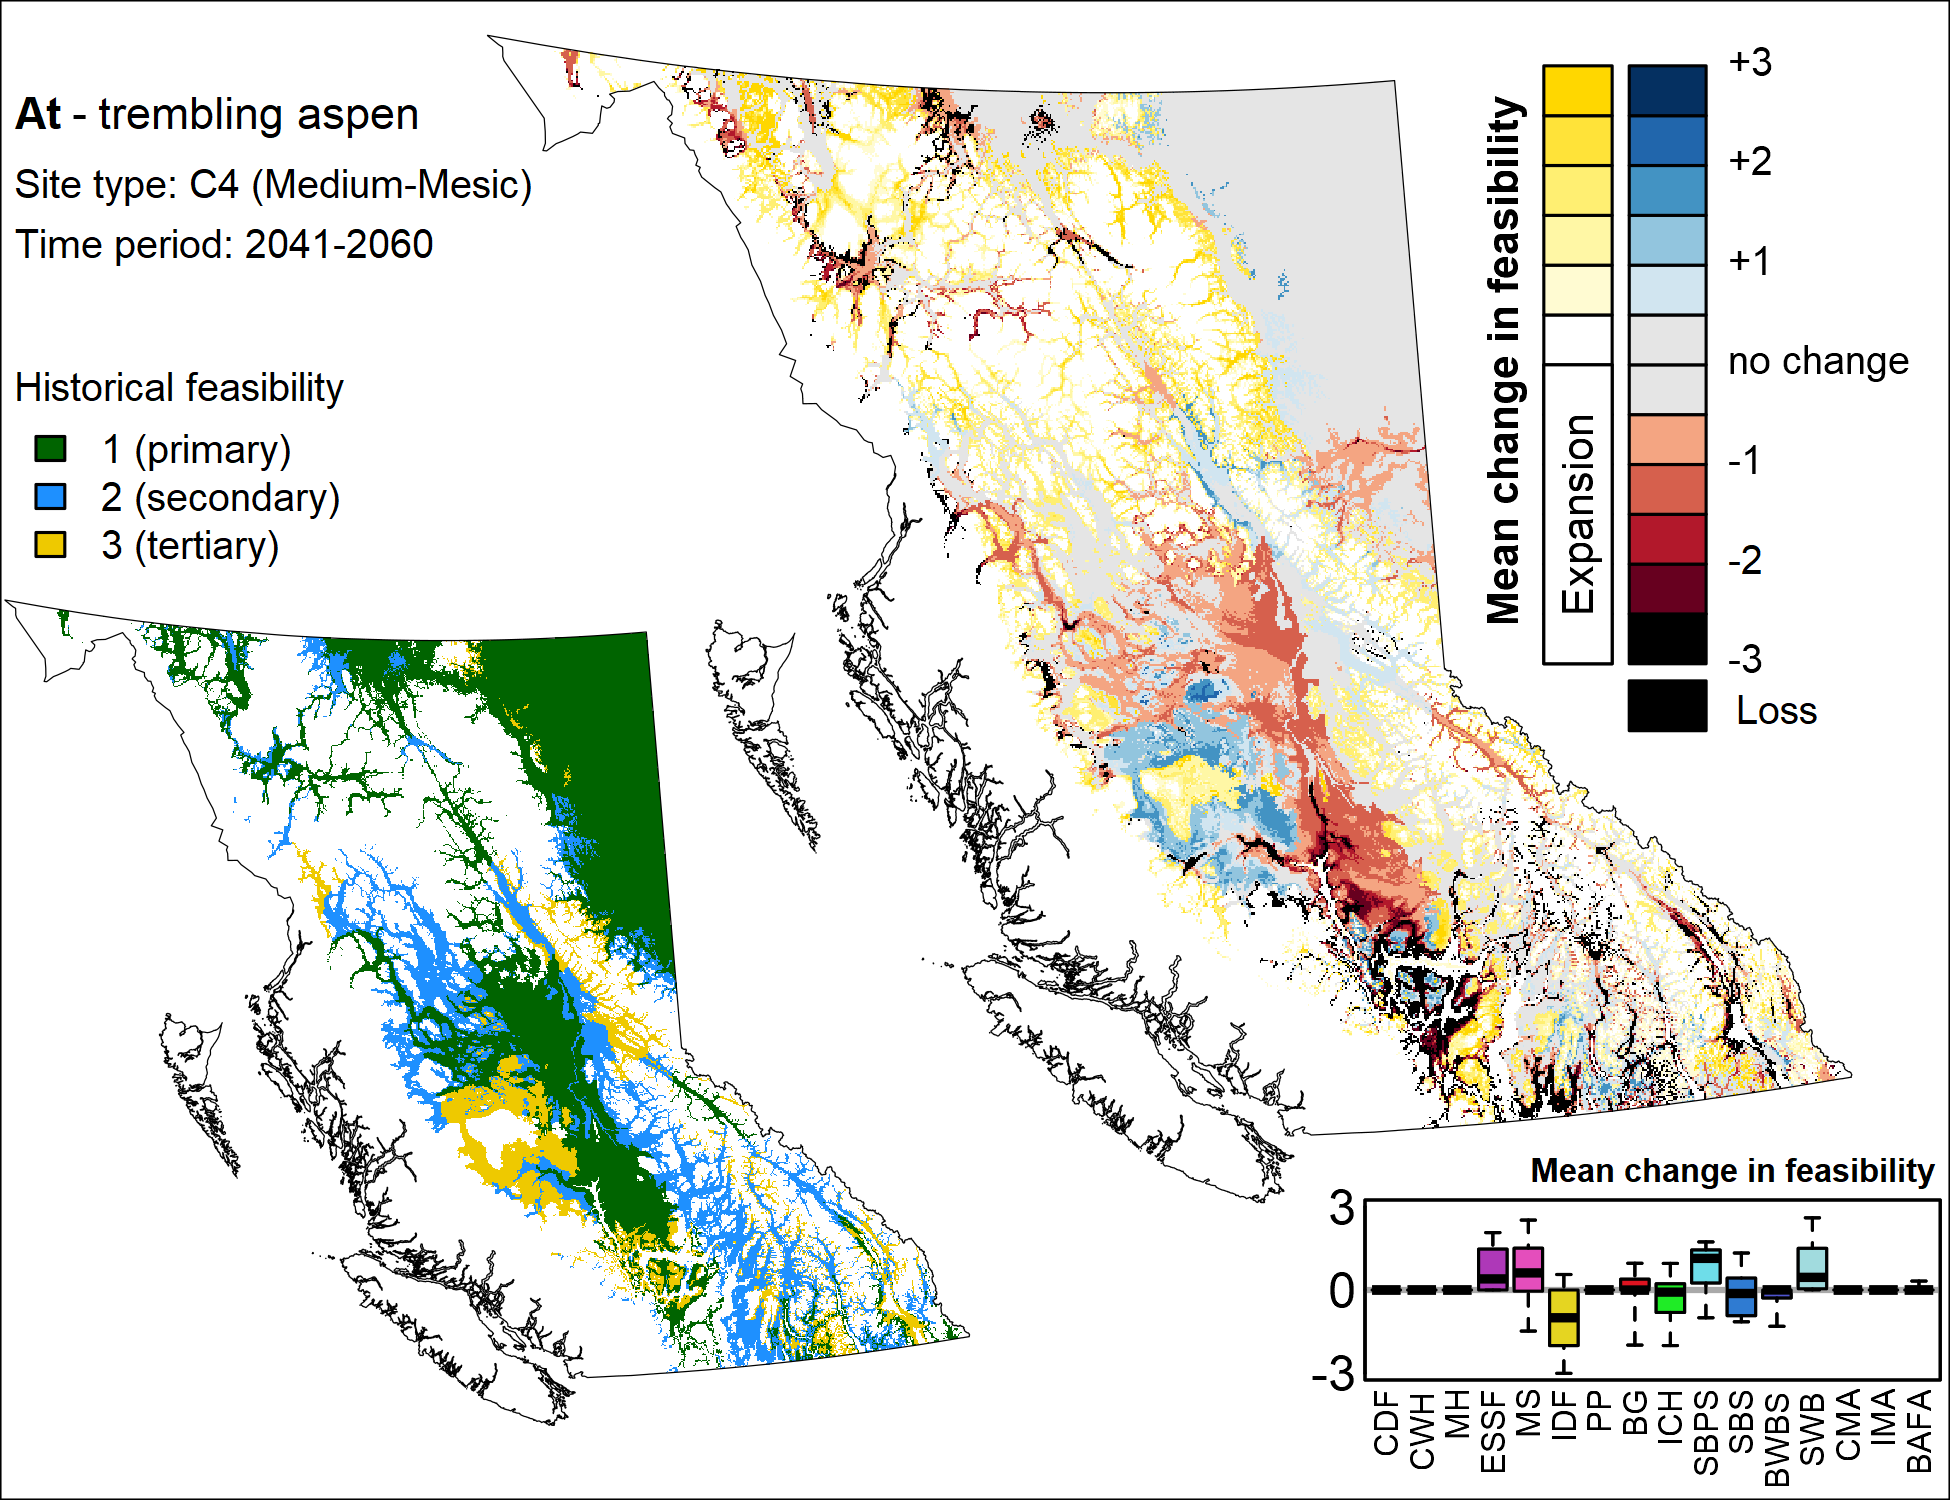 At - trembling aspen
Site type: C4 (Medium-Mesic)
Time period: 2041-2060
Historical feasibility
1 (primary)
2 (secondary)
3 (tertiary)
Mean change in feasibility
Expansion
+3
+2
+1
no change
-1
-2
-3
Loss
Mean change in feasibility
3
0
-3
CDF
CWH
MH
ESSF
MS
IDF
PP
BG
ICH
SBPS
SBS
BWBS
SWB
CMA
IMA
BAFA